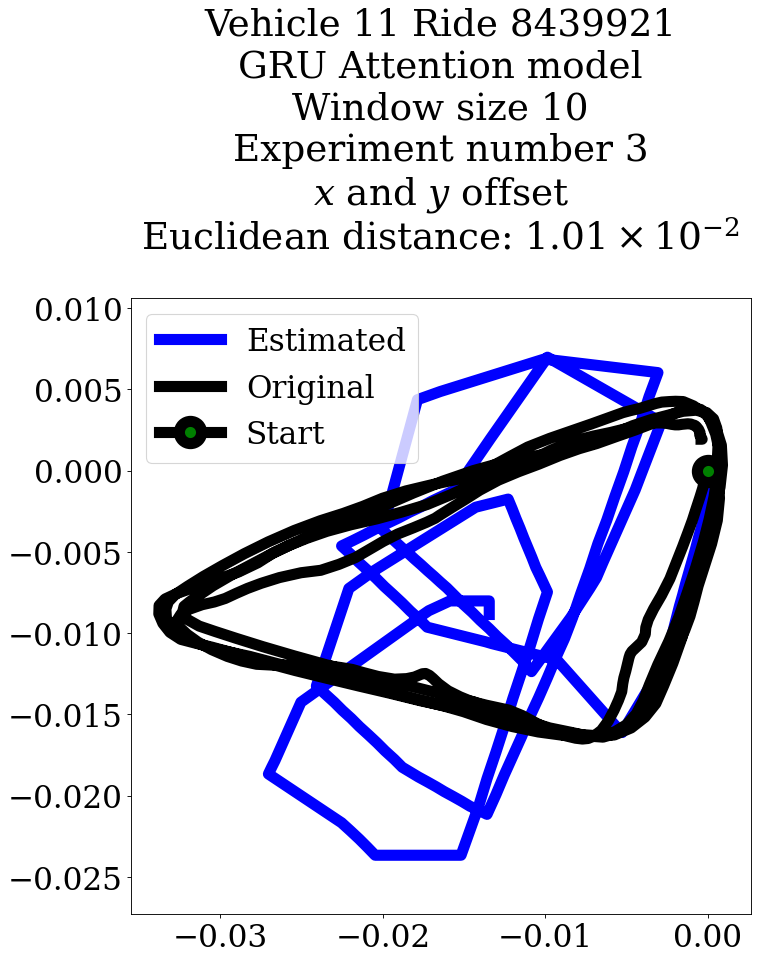 Vehicle 11 Ride 8439921
GRU Attention model
Window size 10
Experiment number 3
x and y offset
Euclidean distance: 1.01 × 10⁻²
Estimated
Original
Start
0.010
0.005
0.000
−0.005
−0.010
−0.015
−0.020
−0.025
−0.03
−0.02
−0.01
0.00